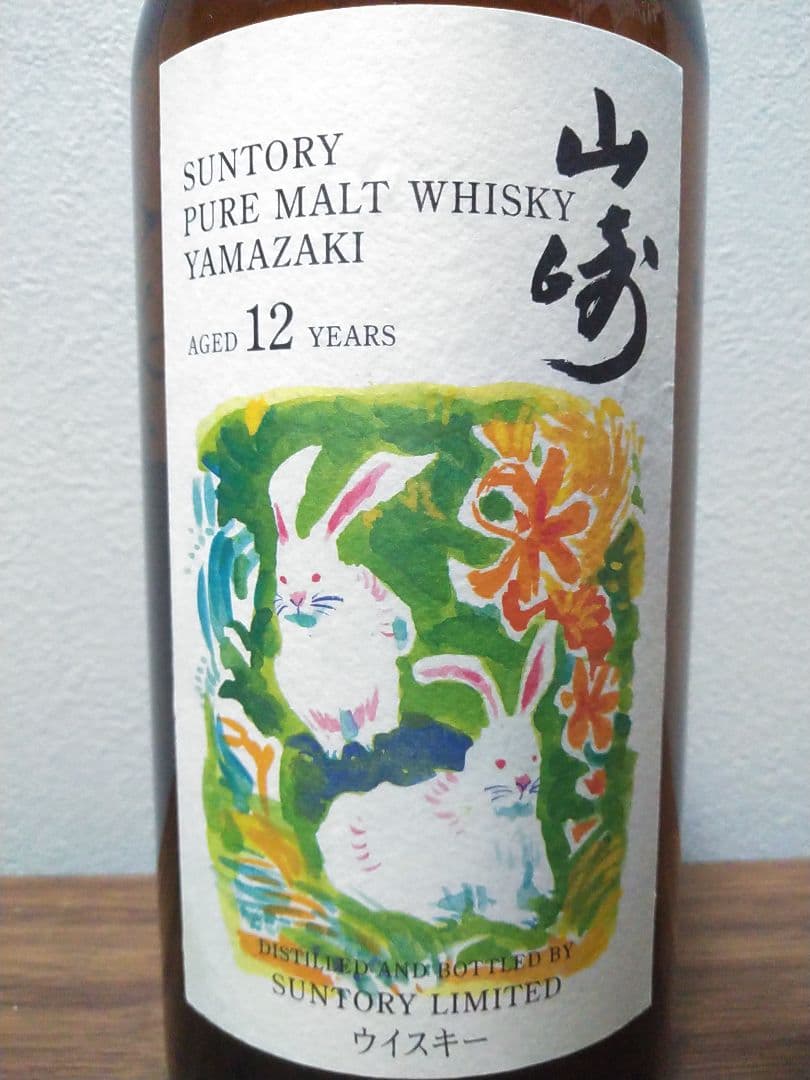 SUNTORY
PURE MALT WHISKY
YAMAZAKI
AGED 12 YEARS
山崎
DISTILLED AND BOTTLED BY
SUNTORY LIMITED
ウイスキー